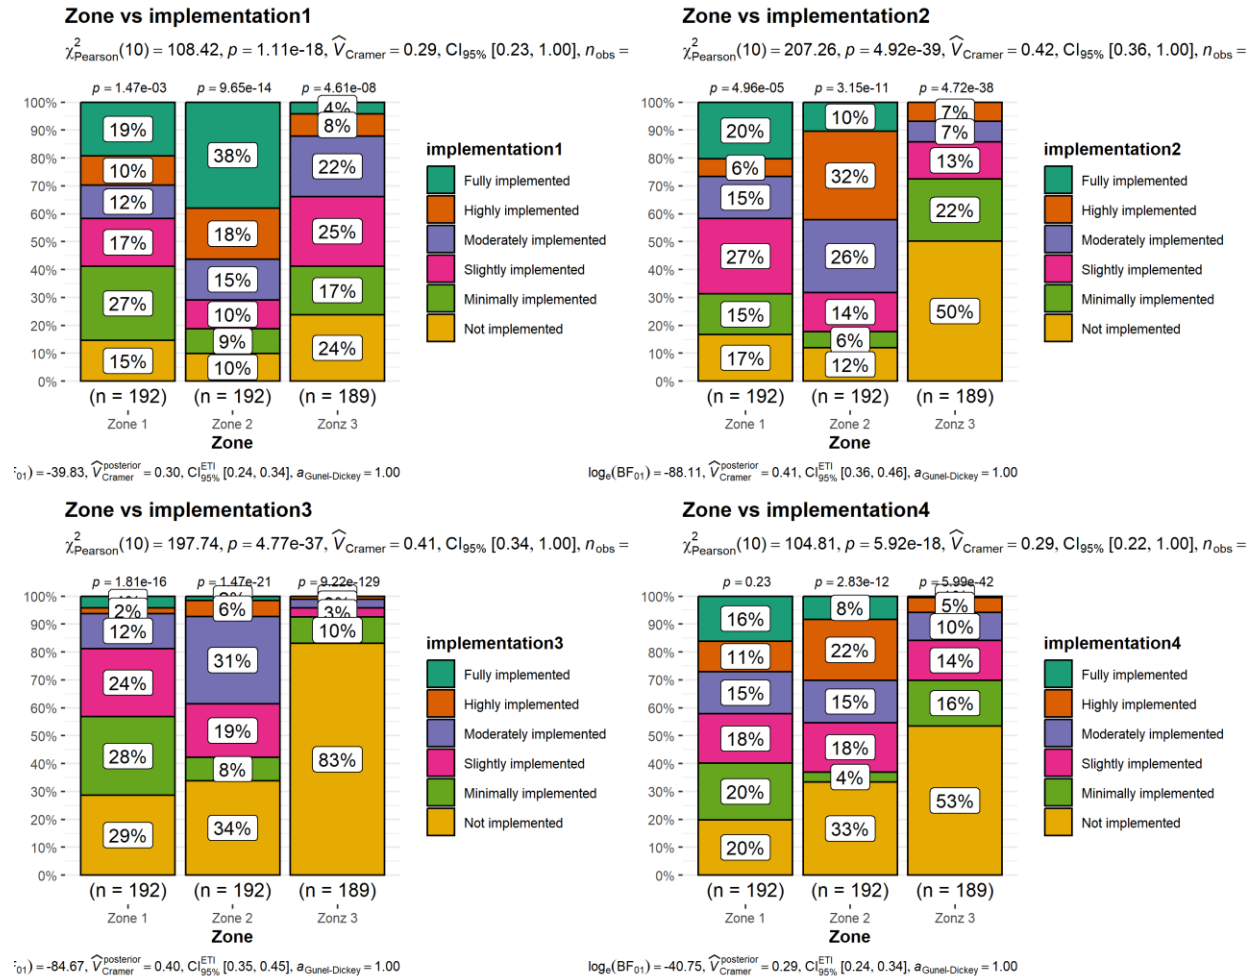 Zone vs implementation1
χ²Pearson(10) = 108.42, p = 1.11e-18, V̂Cramer = 0.29, CI95% [0.23, 1.00], nobs =
p = 1.47e-03 p = 9.65e-14 p = 4.61e-08
100%
90%
80%
70%
60%
50%
40%
30%
20%
10%
0%
19%
10%
12%
17%
27%
15%
38%
18%
15%
10%
9%
10%
4%
8%
22%
25%
17%
24%
(n = 192) (n = 192) (n = 189)
Zone 1 Zone 2 Zonz 3
Zone
implementation1
Fully implemented
Highly implemented
Moderately implemented
Slightly implemented
Minimally implemented
Not implemented
F01) = -39.83, V̂Cramer posterior = 0.30, CI95% ETI [0.24, 0.34], aGunel-Dickey = 1.00
Zone vs implementation2
χ²Pearson(10) = 207.26, p = 4.92e-39, V̂Cramer = 0.42, CI95% [0.36, 1.00], nobs =
p = 4.96e-05 p = 3.15e-11 p = 4.72e-38
100%
90%
80%
70%
60%
50%
40%
30%
20%
10%
0%
20%
6%
15%
27%
15%
17%
10%
32%
26%
14%
6%
12%
7%
7%
13%
22%
50%
(n = 192) (n = 192) (n = 189)
Zone 1 Zone 2 Zonz 3
Zone
implementation2
Fully implemented
Highly implemented
Moderately implemented
Slightly implemented
Minimally implemented
Not implemented
loge(BF01) = -88.11, V̂Cramer posterior = 0.41, CI95% ETI [0.36, 0.46], aGunel-Dickey = 1.00
Zone vs implementation3
χ²Pearson(10) = 197.74, p = 4.77e-37, V̂Cramer = 0.41, CI95% [0.34, 1.00], nobs =
p = 1.81e-16 p = 1.47e-21 p = 9.22e-129
100%
90%
80%
70%
60%
50%
40%
30%
20%
10%
0%
2%
12%
24%
28%
29%
6%
31%
19%
8%
34%
3%
10%
83%
(n = 192) (n = 192) (n = 189)
Zone 1 Zone 2 Zonz 3
Zone
implementation3
Fully implemented
Highly implemented
Moderately implemented
Slightly implemented
Minimally implemented
Not implemented
F01) = -84.67, V̂Cramer posterior = 0.40, CI95% ETI [0.35, 0.45], aGunel-Dickey = 1.00
Zone vs implementation4
χ²Pearson(10) = 104.81, p = 5.92e-18, V̂Cramer = 0.29, CI95% [0.22, 1.00], nobs =
p = 0.23 p = 2.83e-12 p = 5.99e-42
100%
90%
80%
70%
60%
50%
40%
30%
20%
10%
0%
16%
11%
15%
18%
20%
20%
8%
22%
15%
18%
4%
33%
5%
10%
14%
16%
53%
(n = 192) (n = 192) (n = 189)
Zone 1 Zone 2 Zonz 3
Zone
implementation4
Fully implemented
Highly implemented
Moderately implemented
Slightly implemented
Minimally implemented
Not implemented
loge(BF01) = -40.75, V̂Cramer posterior = 0.29, CI95% ETI [0.24, 0.34], aGunel-Dickey = 1.00